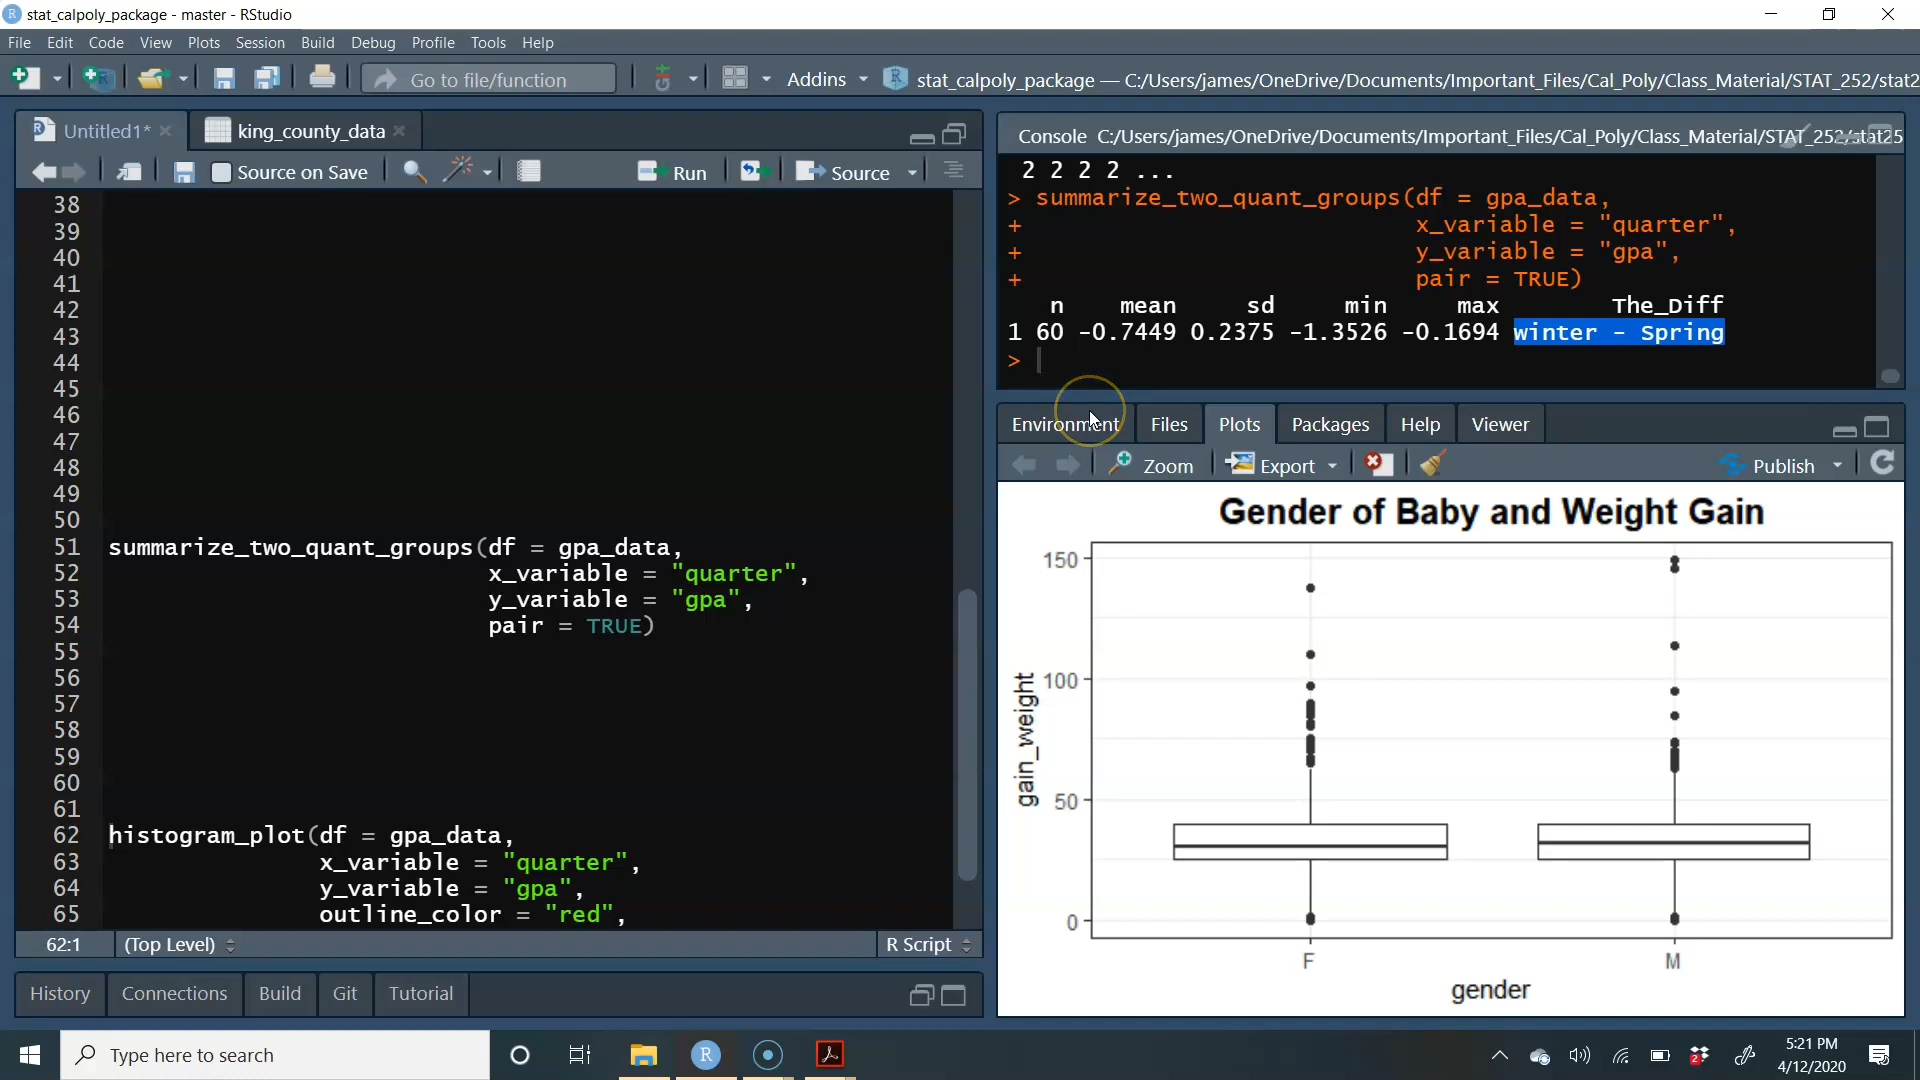 stat_calpoly_package - master - RStudio
File Edit Code View Plots Session Build Debug Profile Tools Help
Go to file/function
Addins
stat_calpoly_package — C:/Users/james/OneDrive/Documents/Important_Files/Cal_Poly/Class_Material/STAT_252/stat2
Untitled1*
king_county_data
Source on Save
Run
Source
38
39
40
41
42
43
44
45
46
47
48
49
50
51 summarize_two_quant_groups(df = gpa_data,
52 x_variable = "quarter",
53 y_variable = "gpa",
54 pair = TRUE)
55
56
57
58
59
60
61
62 histogram_plot(df = gpa_data,
63 x_variable = "quarter",
64 y_variable = "gpa",
65 outline_color = "red",
62:1 (Top Level) R Script
History Connections Build Git Tutorial
Console C:/Users/james/OneDrive/Documents/Important_Files/Cal_Poly/Class_Material/STAT_252/stat25
2 2 2 2 ...
> summarize_two_quant_groups(df = gpa_data,
+ x_variable = "quarter",
+ y_variable = "gpa",
+ pair = TRUE)
n mean sd min max The_Diff
1 60 -0.7449 0.2375 -1.3526 -0.1694 winter - Spring
>
Environment Files Plots Packages Help Viewer
Zoom Export Publish
Gender of Baby and Weight Gain
150
100
50
0
gain_weight
F M
gender
Type here to search
2
5:21 PM
4/12/2020